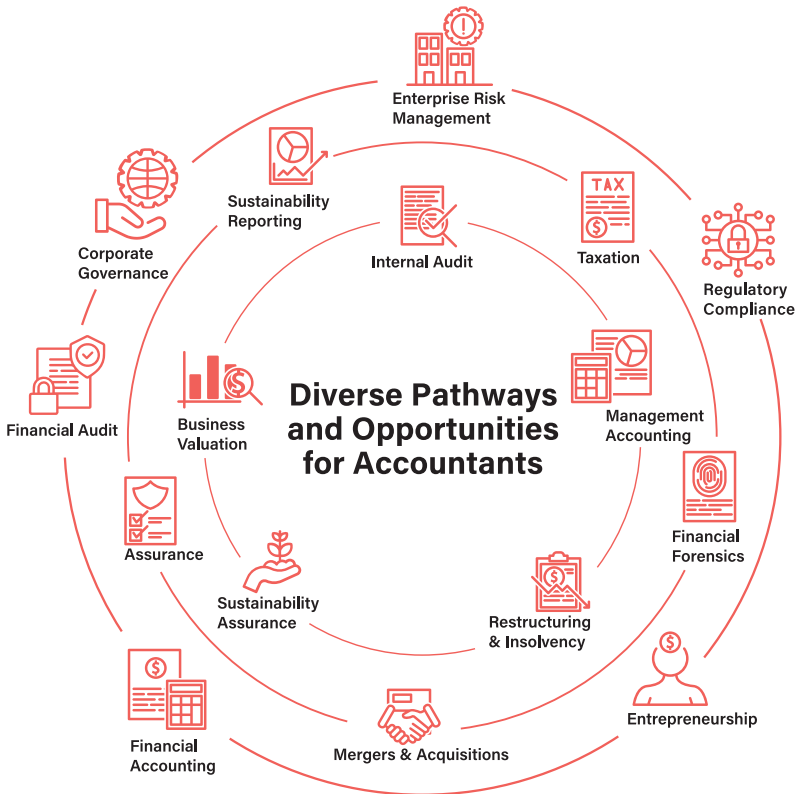 Enterprise Risk
Management
Sustainability
Reporting
TAX
$
Taxation
Internal Audit
Corporate
Governance
Regulatory
Compliance
$
Business
Valuation
Diverse Pathways
and Opportunities
for Accountants
Management
Accounting
Financial Audit
Assurance
Financial
Forensics
Sustainability
Assurance
$
Restructuring
& Insolvency
$
Financial
Accounting
Mergers & Acquisitions
$
Entrepreneurship